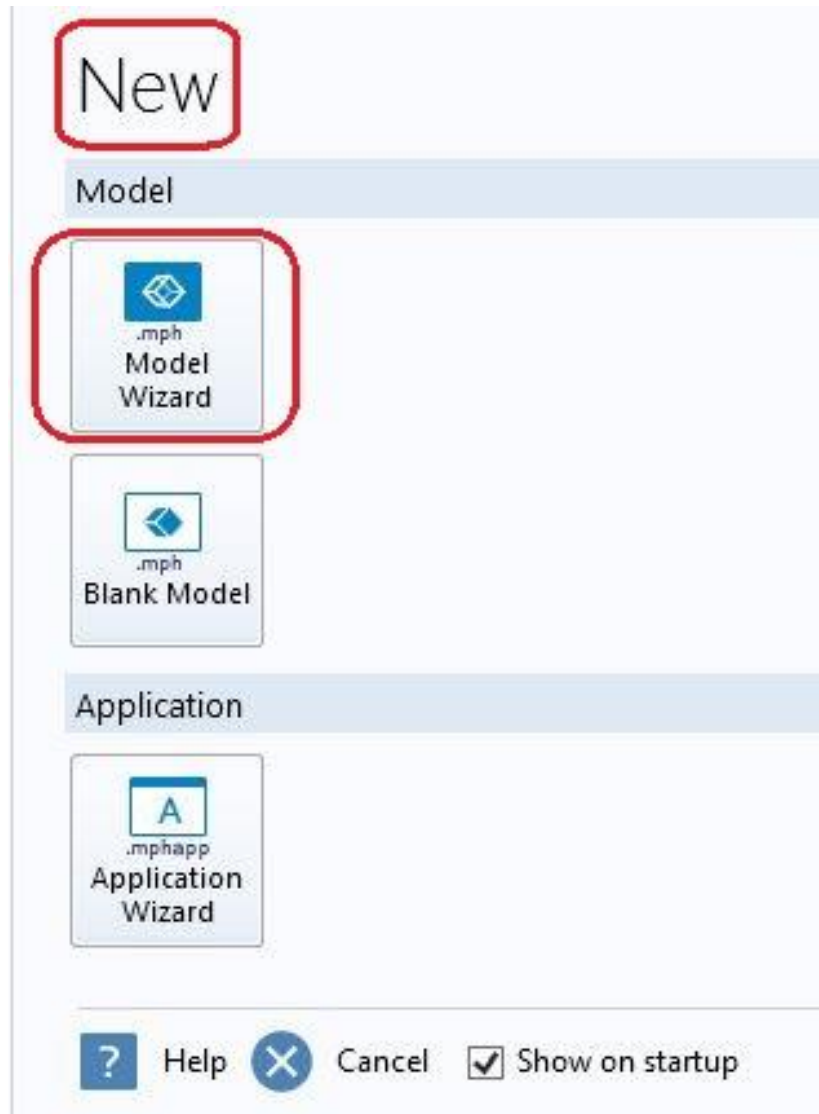 New
Model
.mph
Model
Wizard
.mph
Blank Model
Application
A
.mphapp
Application
Wizard
? Help Cancel Show on startup